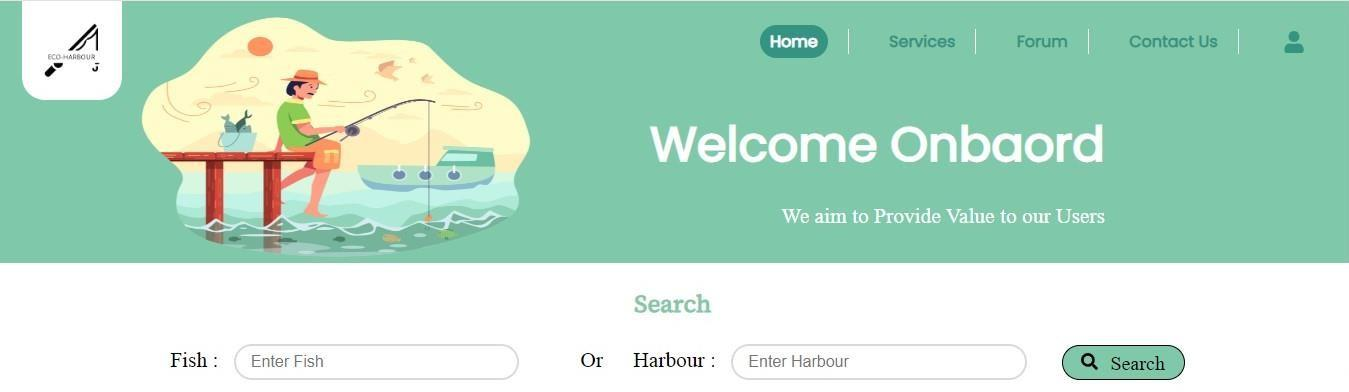 ECO-HARBOUR
Home Services Forum Contact Us
Welcome Onbaord
We aim to Provide Value to our Users
Search
Fish : Enter Fish Or Harbour : Enter Harbour Search